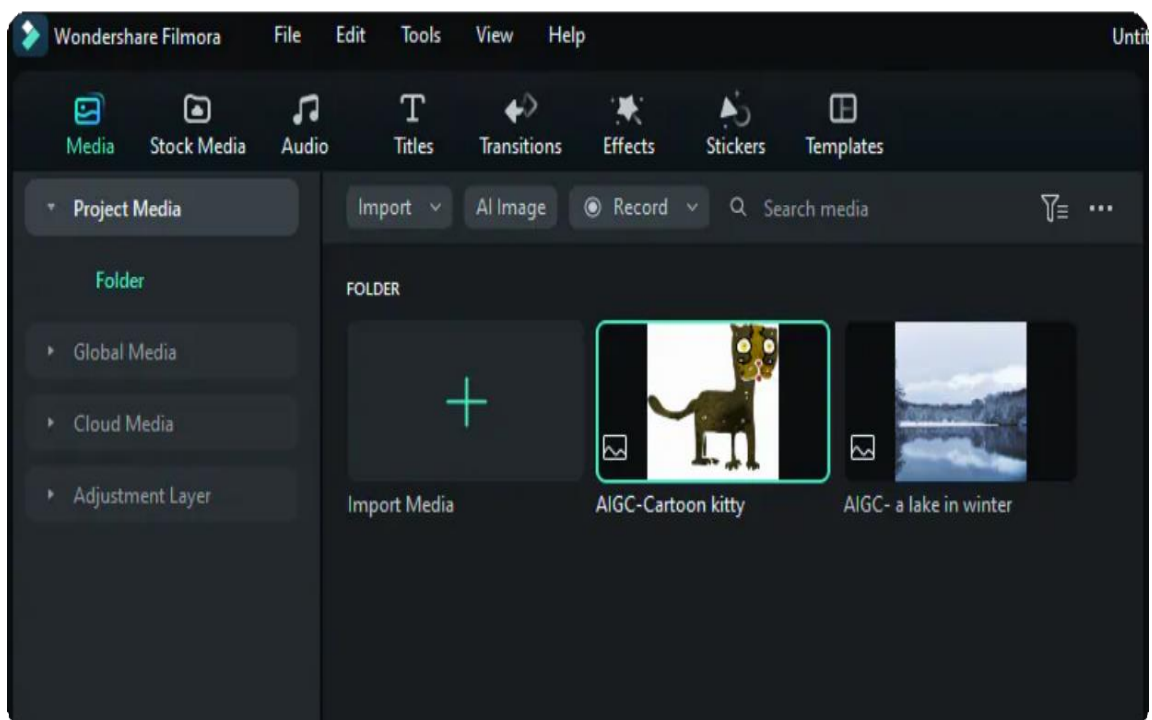 Wondershare Filmora File Edit Tools View Help Untit
Media Stock Media Audio Titles Transitions Effects Stickers Templates
Project Media
Import AI Image Record Search media
Folder
FOLDER
Global Media
Cloud Media
Adjustment Layer
Import Media AIGC-Cartoon kitty AIGC- a lake in winter